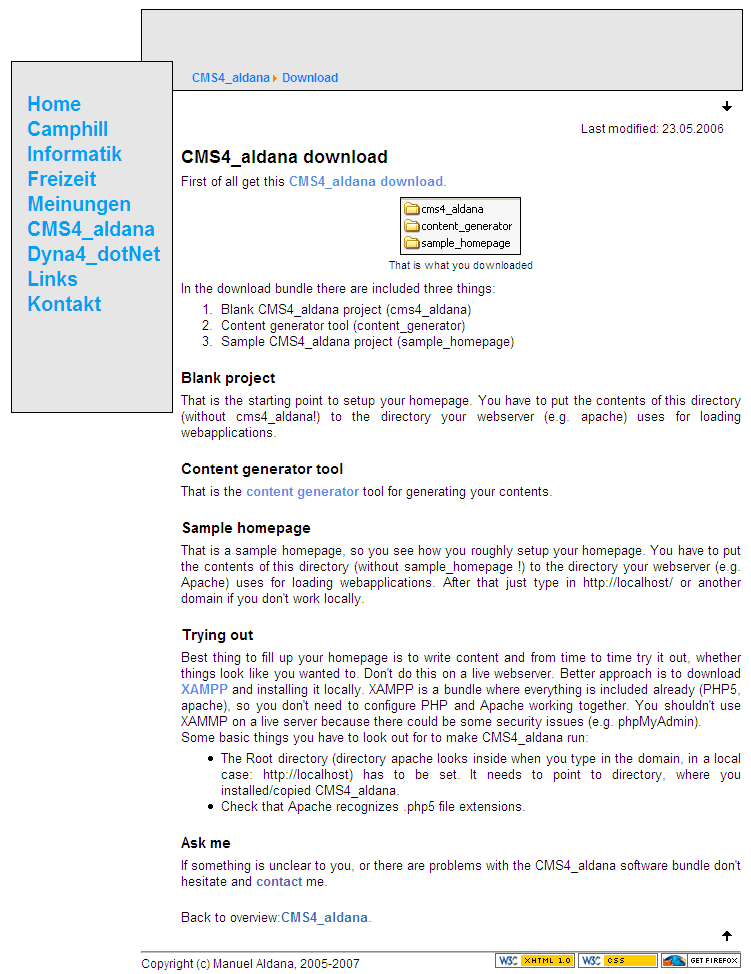 CMS4_aldana Download
Home
Camphill
Informatik
Freizeit
Meinungen
CMS4_aldana
Dyna4_dotNet
Links
Kontakt
Last modified: 23.05.2006
CMS4_aldana download
First of all get this CMS4_aldana download.
cms4_aldana
content_generator
sample_homepage
That is what you downloaded
In the download bundle there are included three things:
1. Blank CMS4_aldana project (cms4_aldana)
2. Content generator tool (content_generator)
3. Sample CMS4_aldana project (sample_homepage)
Blank project
That is the starting point to setup your homepage. You have to put the contents of this directory
(without cms4_aldana!) to the directory your webserver (e.g. apache) uses for loading
webapplications.
Content generator tool
That is the content generator tool for generating your contents.
Sample homepage
That is a sample homepage, so you see how you roughly setup your homepage. You have to put
the contents of this directory (without sample_homepage !) to the directory your webserver (e.g.
Apache) uses for loading webapplications. After that just type in http://localhost/ or another
domain if you don't work locally.
Trying out
Best thing to fill up your homepage is to write content and from time to time try it out, whether
things look like you wanted to. Don't do this on a live webserver. Better approach is to download
XAMPP and installing it locally. XAMPP is a bundle where everything is included already (PHP5,
apache), so you don't need to configure PHP and Apache working together. You shouldn't use
XAMMP on a live server because there could be some security issues (e.g. phpMyAdmin).
Some basic things you have to look out for to make CMS4_aldana run:
• The Root directory (directory apache looks inside when you type in the domain, in a local
case: http://localhost) has to be set. It needs to point to directory, where you
installed/copied CMS4_aldana.
• Check that Apache recognizes .php5 file extensions.
Ask me
If something is unclear to you, or there are problems with the CMS4_aldana software bundle don't
hesitate and contact me.
Back to overview:CMS4_aldana.
Copyright (c) Manuel Aldana, 2005-2007
W3C XHTML 1.0
W3C CSS
GET FIREFOX